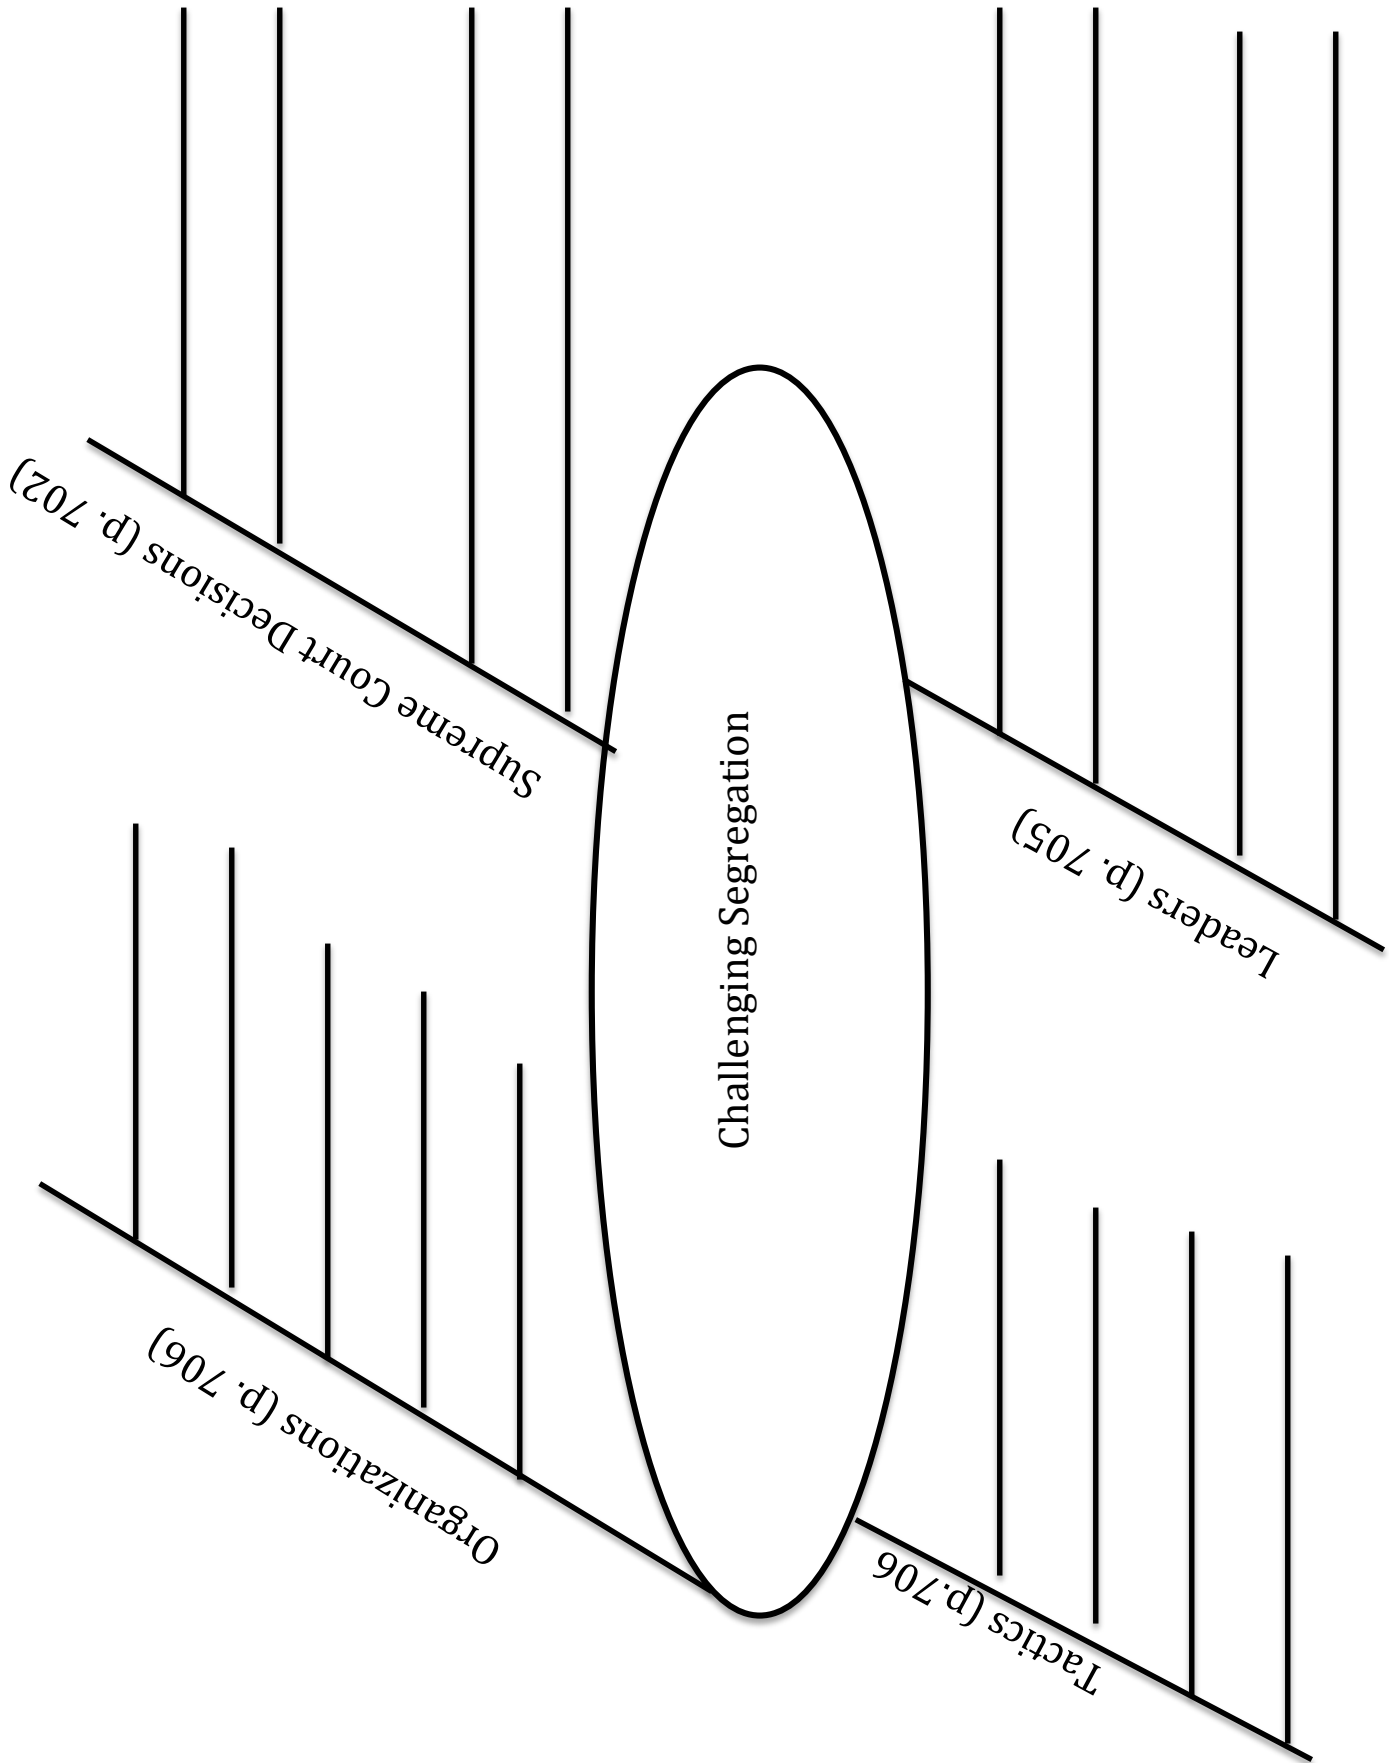 Supreme Court Decisions (p. 702)
Organizations (p. 706)
Challenging Segregation
Leaders (p. 705)
Tactics (p.706